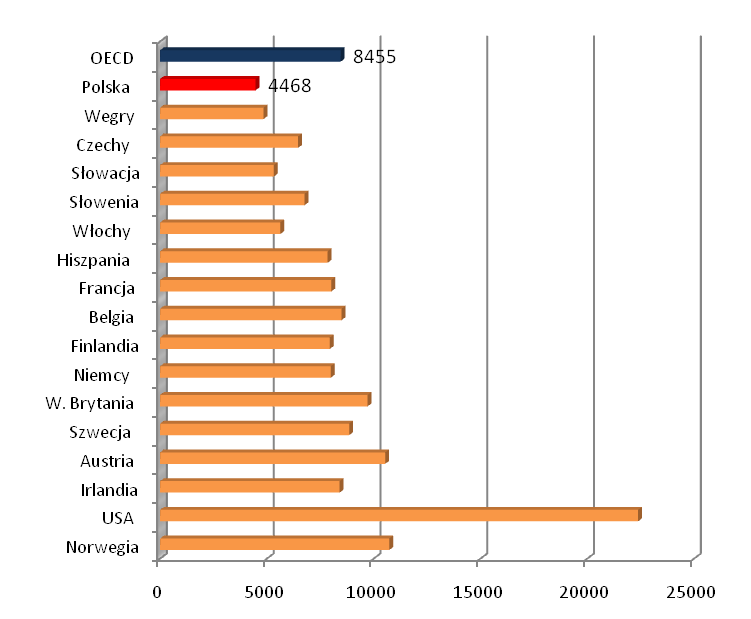 OECD 8455
Polska 4468
Węgry
Czechy
Słowacja
Słowenia
Włochy
Hiszpania
Francja
Belgia
Finlandia
Niemcy
W. Brytania
Szwecja
Austria
Irlandia
USA
Norwegia
0 5000 10000 15000 20000 25000